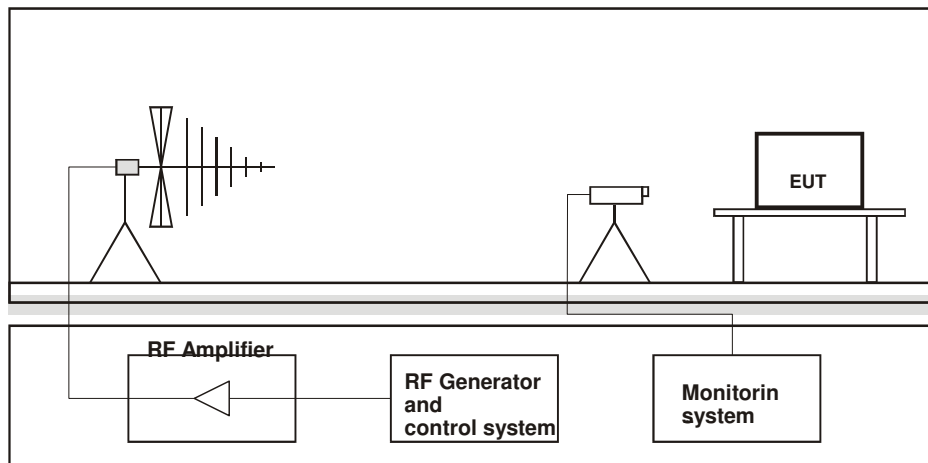 EUT
RF Amplifier
RF Generator
and
control system
Monitorin
system